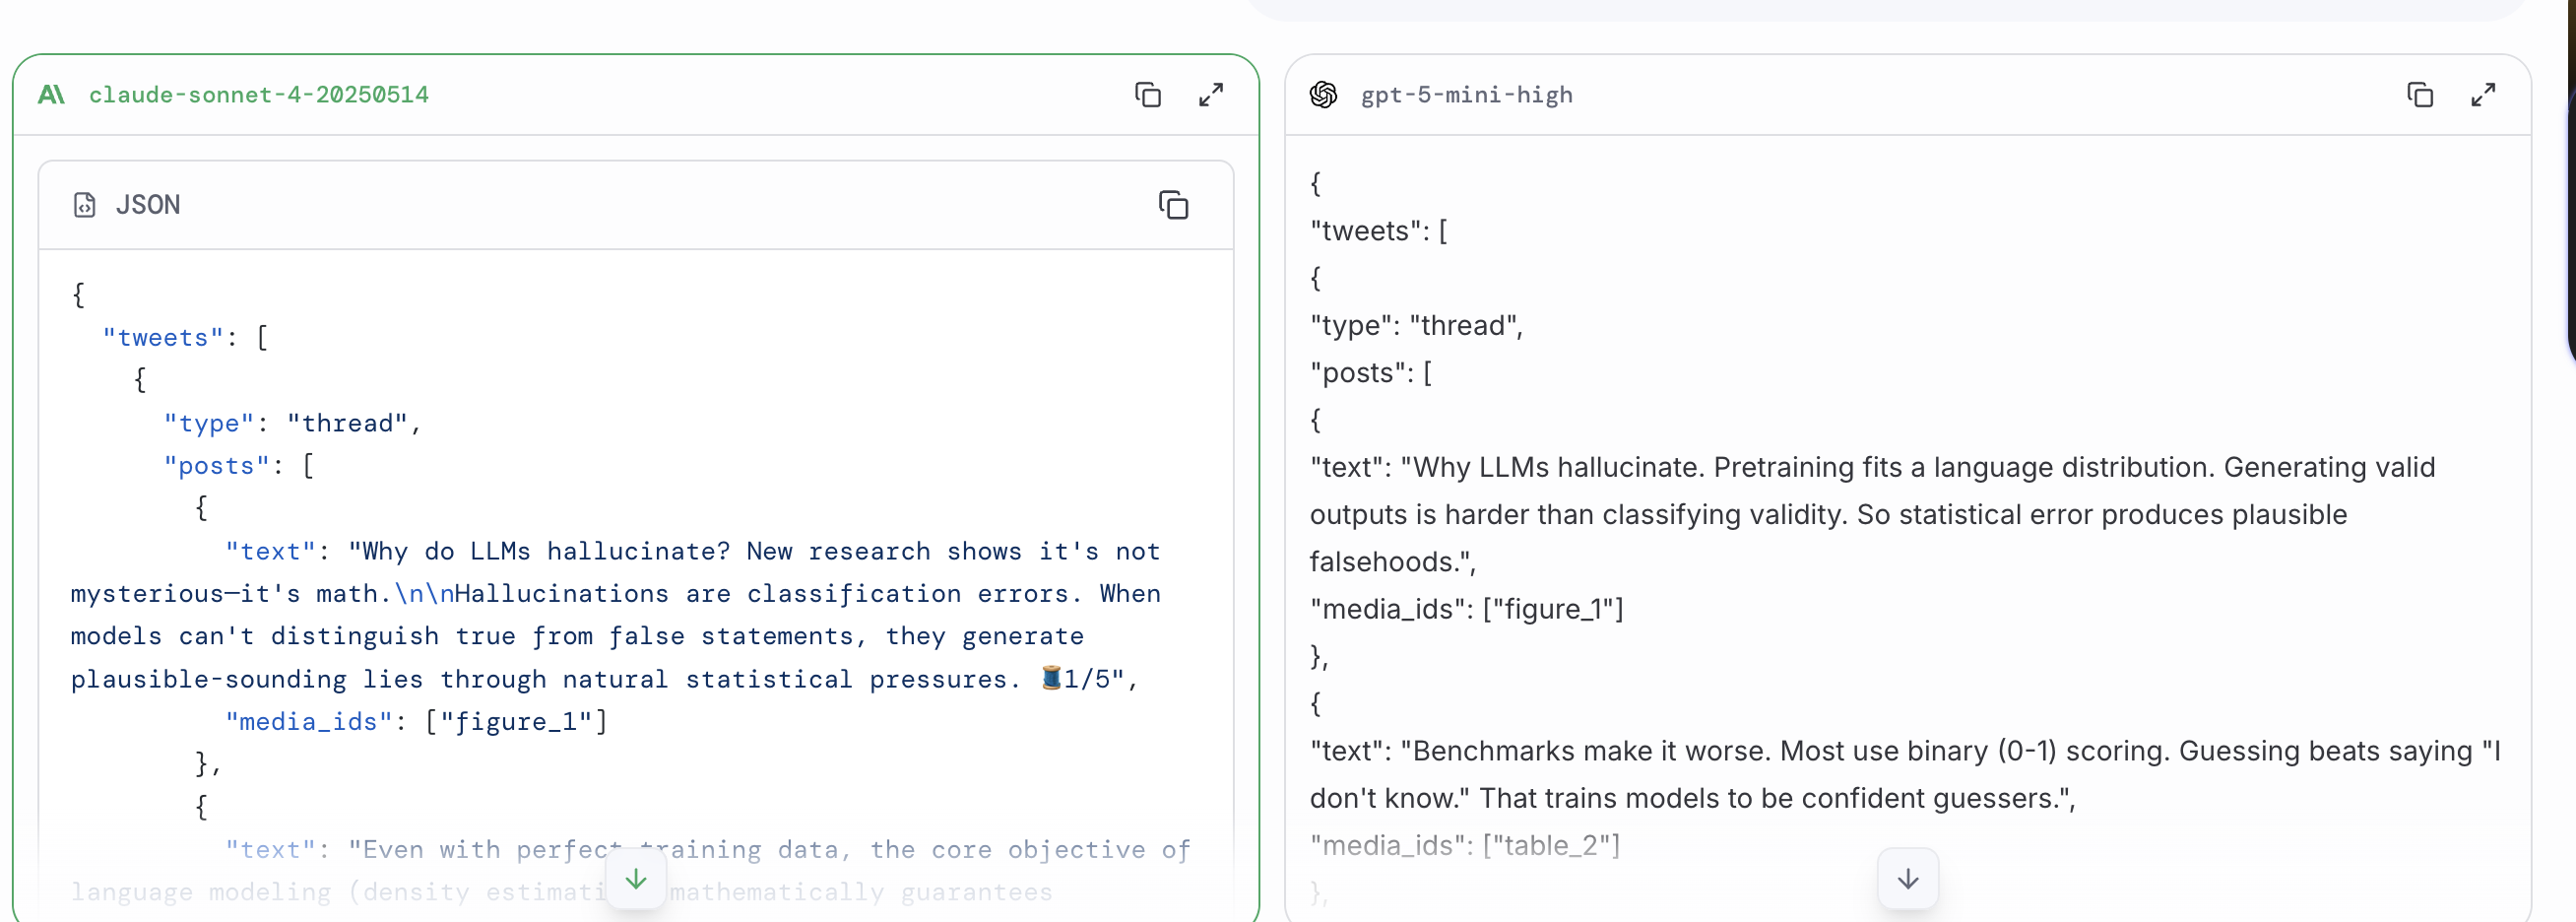 claude-sonnet-4-20250514
JSON
{
"tweets": [
{
"type": "thread",
"posts": [
{
"text": "Why do LLMs hallucinate? New research shows it's not
mysterious—it's math.\n\nHallucinations are classification errors. When
models can't distinguish true from false statements, they generate
plausible-sounding lies through natural statistical pressures. 🧵1/5",
"media_ids": ["figure_1"]
},
{
"text": "Even with perfect training data, the core objective of
language modeling (density mathematically guarantees
gpt-5-mini-high
{
"tweets": [
{
"type": "thread",
"posts": [
{
"text": "Why LLMs hallucinate. Pretraining fits a language distribution. Generating valid
outputs is harder than classifying validity. So statistical error produces plausible
falsehoods.",
"media_ids": ["figure_1"]
},
{
"text": "Benchmarks make it worse. Most use binary (0-1) scoring. Guessing beats saying "I
don't know." That trains models to be confident guessers.",
"media_ids": ["table_2"]
},